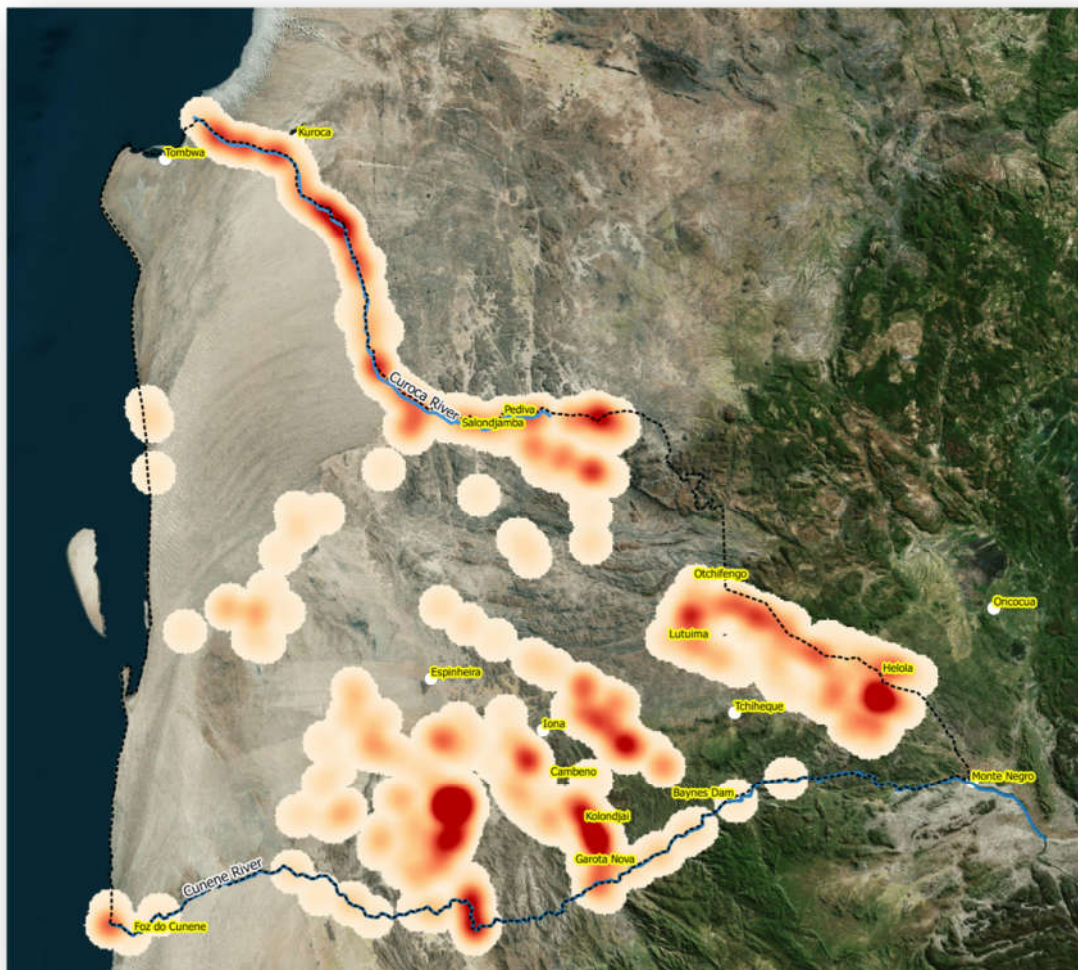 Kuroca
Tombwa
Curoca River
Pediva
Salondjamba
Otchifengo
Oncocua
Lutuima
Helola
Espinheira
Tchiheque
Iona
Cambeno
Monte Negro
Baynes Dam
Kolondjai
Garota Nova
Cunene River
Foz do Cunene